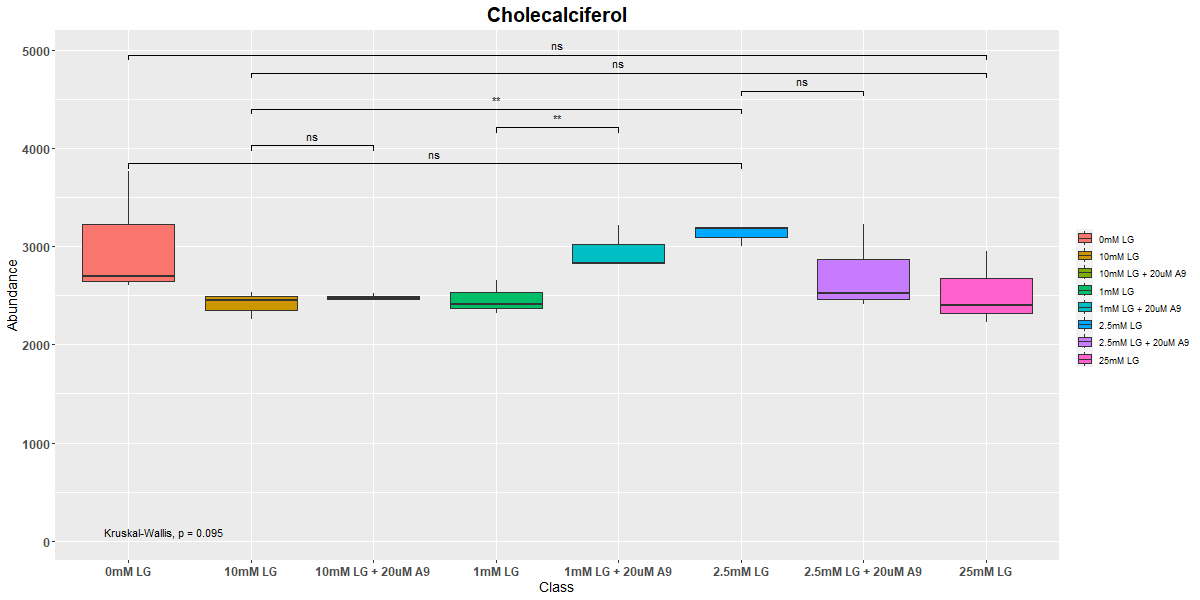 Cholecalciferol
5000
4000
3000
2000
1000
0
Abundance
ns
ns
ns
**
**
ns
ns
Kruskal-Wallis, p = 0.095
0mM LG
10mM LG
10mM LG + 20uM A9
1mM LG
1mM LG + 20uM A9
2.5mM LG
2.5mM LG + 20uM A9
25mM LG
Class
0mM LG
10mM LG
10mM LG + 20uM A9
1mM LG
1mM LG + 20uM A9
2.5mM LG
2.5mM LG + 20uM A9
25mM LG